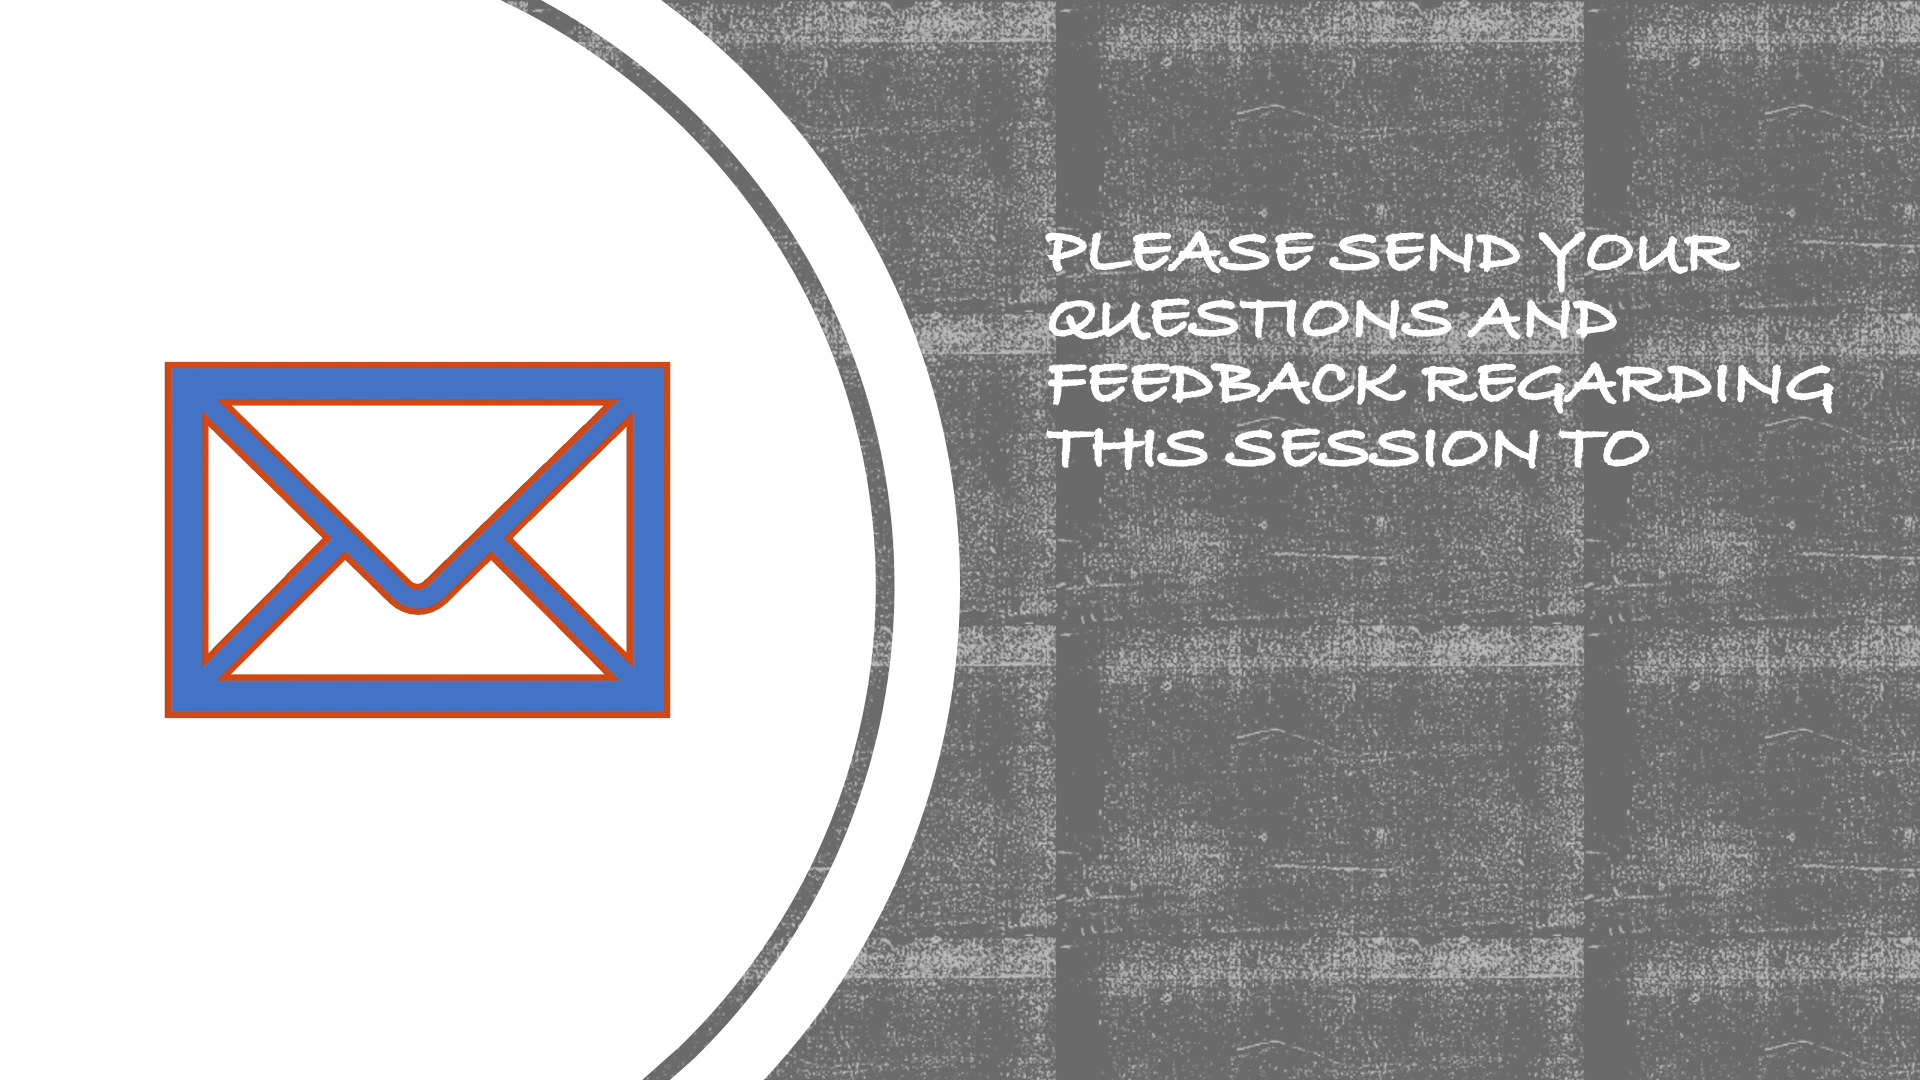 PLEASE SEND YOUR
QUESTIONS AND
FEEDBACK REGARDING
THIS SESSION TO